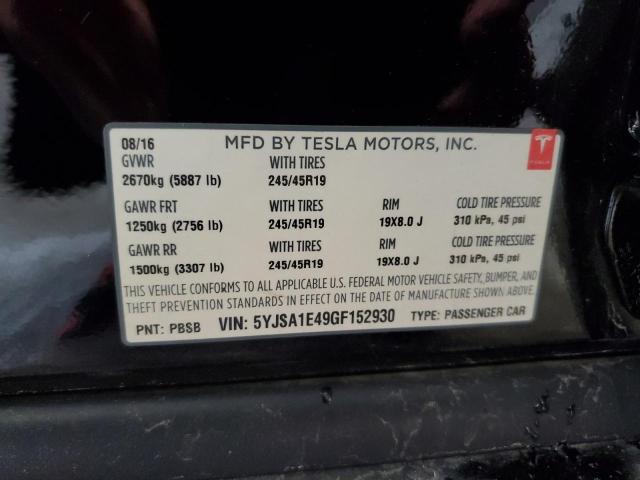 08/16 MFD BY TESLA MOTORS, INC.
GVWR WITH TIRES
2670kg (5887 lb) 245/45R19
TESLA
GAWR FRT WITH TIRES RIM COLD TIRE PRESSURE
1250kg (2756 lb) 245/45R19 19X8.0 J 310 kPa, 45 psi
GAWR RR WITH TIRES RIM COLD TIRE PRESSURE
1500kg (3307 lb) 245/45R19 19X8.0 J 310 kPa, 45 psi
THIS VEHICLE CONFORMS TO ALL APPLICABLE U.S. FEDERAL MOTOR VEHICLE SAFETY, BUMPER, AND
THEFT PREVENTION STANDARDS IN EFFECT ON THE DATE OF MANUFACTURE SHOWN ABOVE.
PNT: PBSB VIN: 5YJSA1E49GF152930 TYPE: PASSENGER CAR